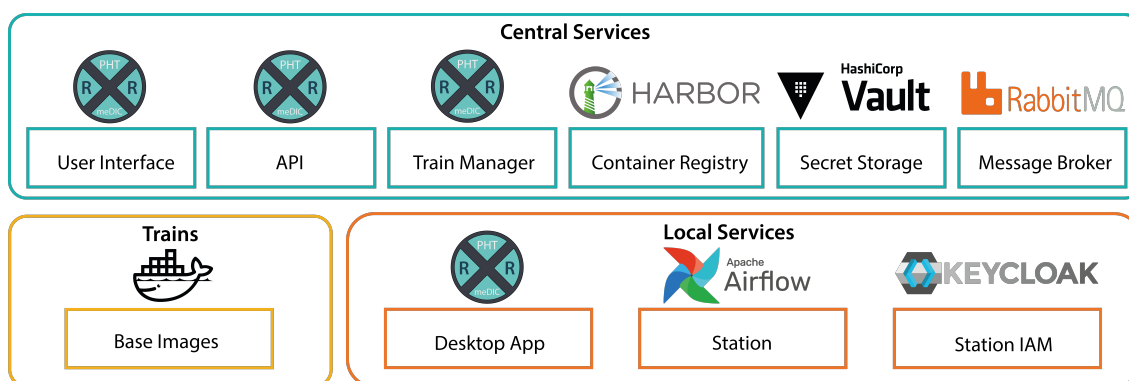 Central Services
PHT
R R
meDIC
PHT
R R
meDIC
PHT
R R
meDIC
HARBOR
HashiCorp
Vault
RabbitMQ
User Interface
API
Train Manager
Container Registry
Secret Storage
Message Broker
Trains
Base Images
Local Services
PHT
R R
meDIC
Apache
Airflow
KEYCLOAK
Desktop App
Station
Station IAM